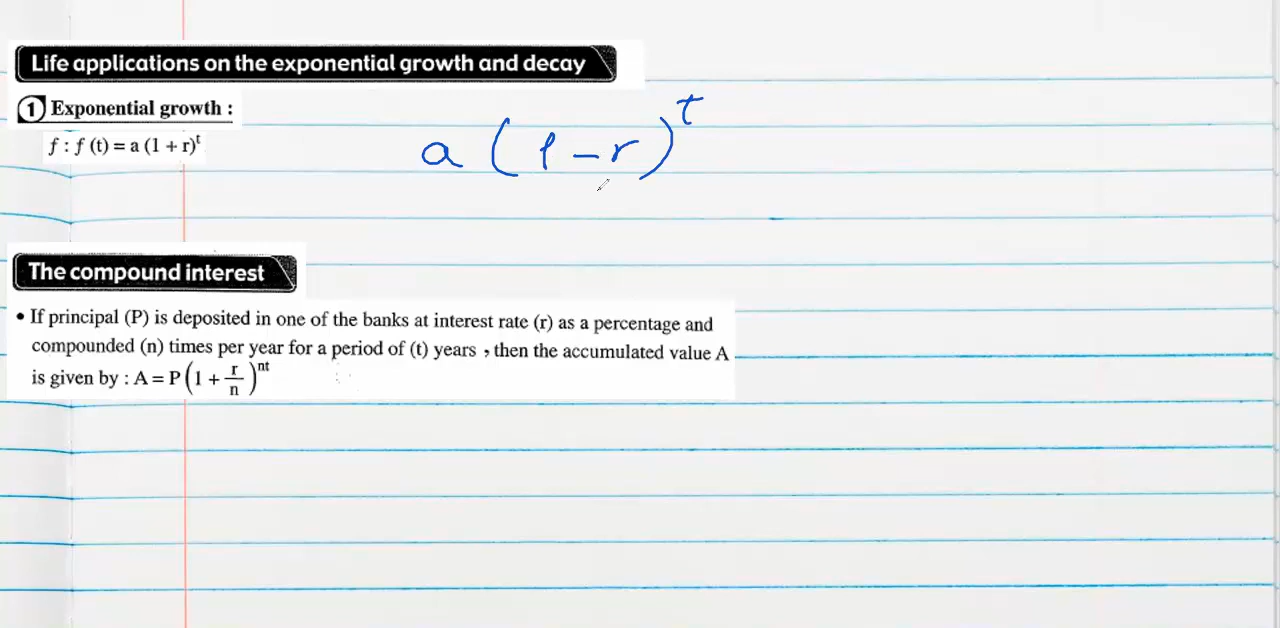 Life applications on the exponential growth and decay
① Exponential growth :
f : f (t) = a (1 + r)^t
a (1 - r)^t
The compound interest
• If principal (P) is deposited in one of the banks at interest rate (r) as a percentage and
compounded (n) times per year for a period of (t) years , then the accumulated value A
is given by : A = P(1 + r/n)^nt